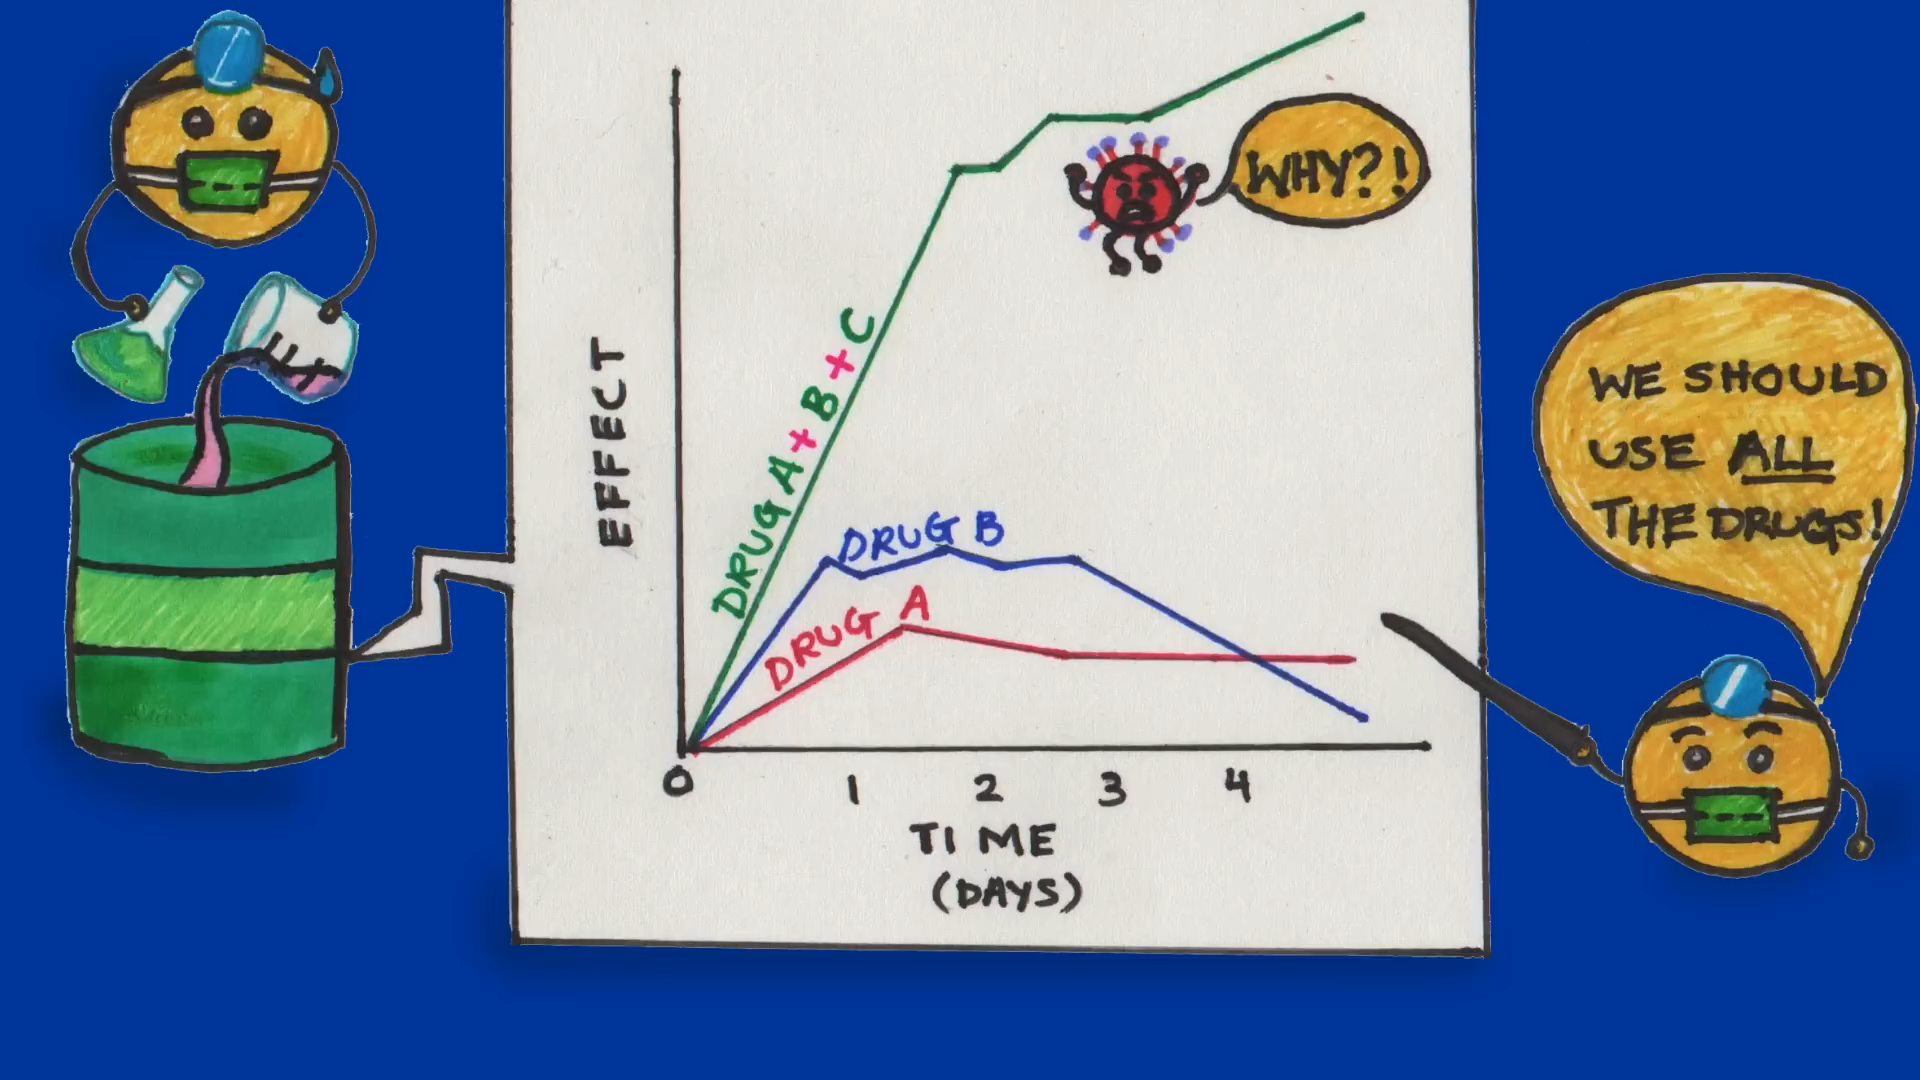 WHY?!
EFFECT
DRUG A+B+C
DRUG B
DRUG A
0 1 2 3 4
TIME
(DAYS)
WE SHOULD
USE ALL
THE DRUGS!